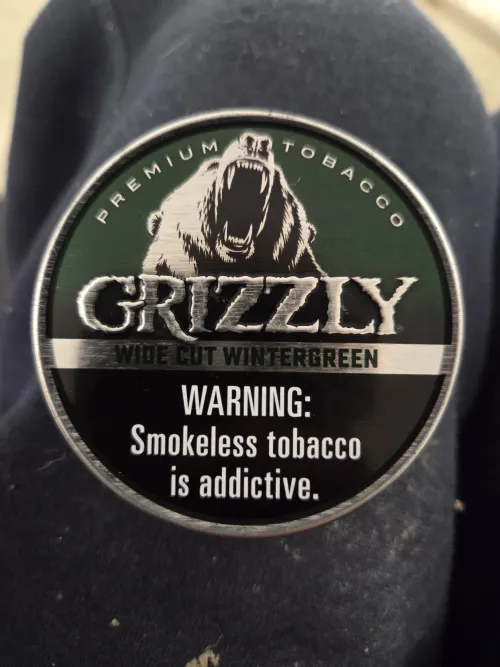 PREMIUM TOBACCO
GRIZZLY
WIDE CUT WINTERGREEN
WARNING:
Smokeless tobacco
is addictive.